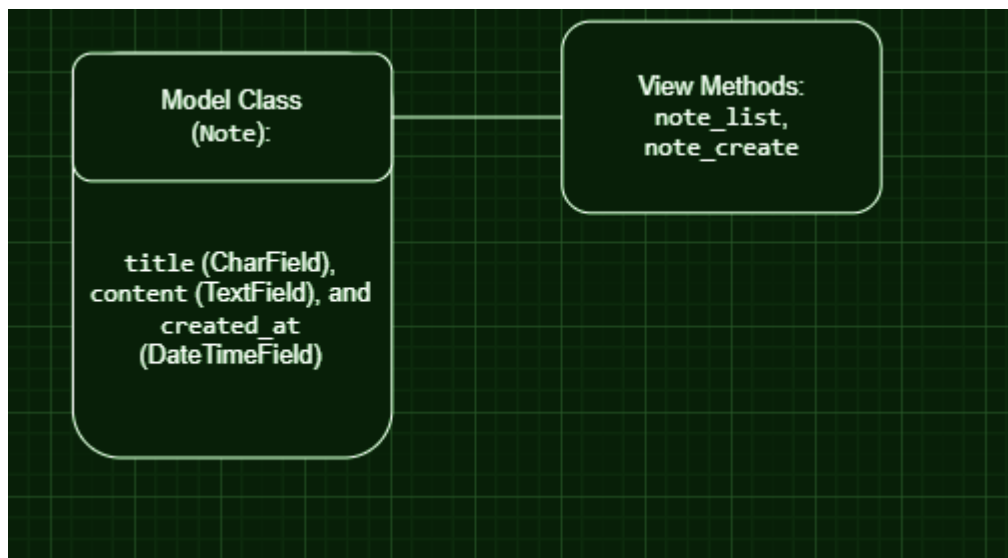 Model Class
(Note):
title (CharField),
content (TextField), and
created_at
(DateTimeField)
View Methods:
note_list,
note_create